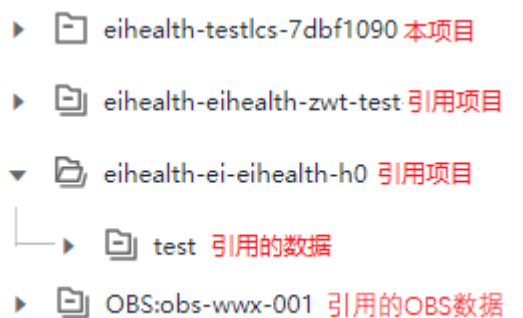 eihealth-testlcs-7dbf1090 本项目
eihealth-eihealth-zwt-test 引用项目
eihealth-ei-eihealth-h0 引用项目
test 引用的数据
OBS:obs-wwx-001 引用的OBS数据